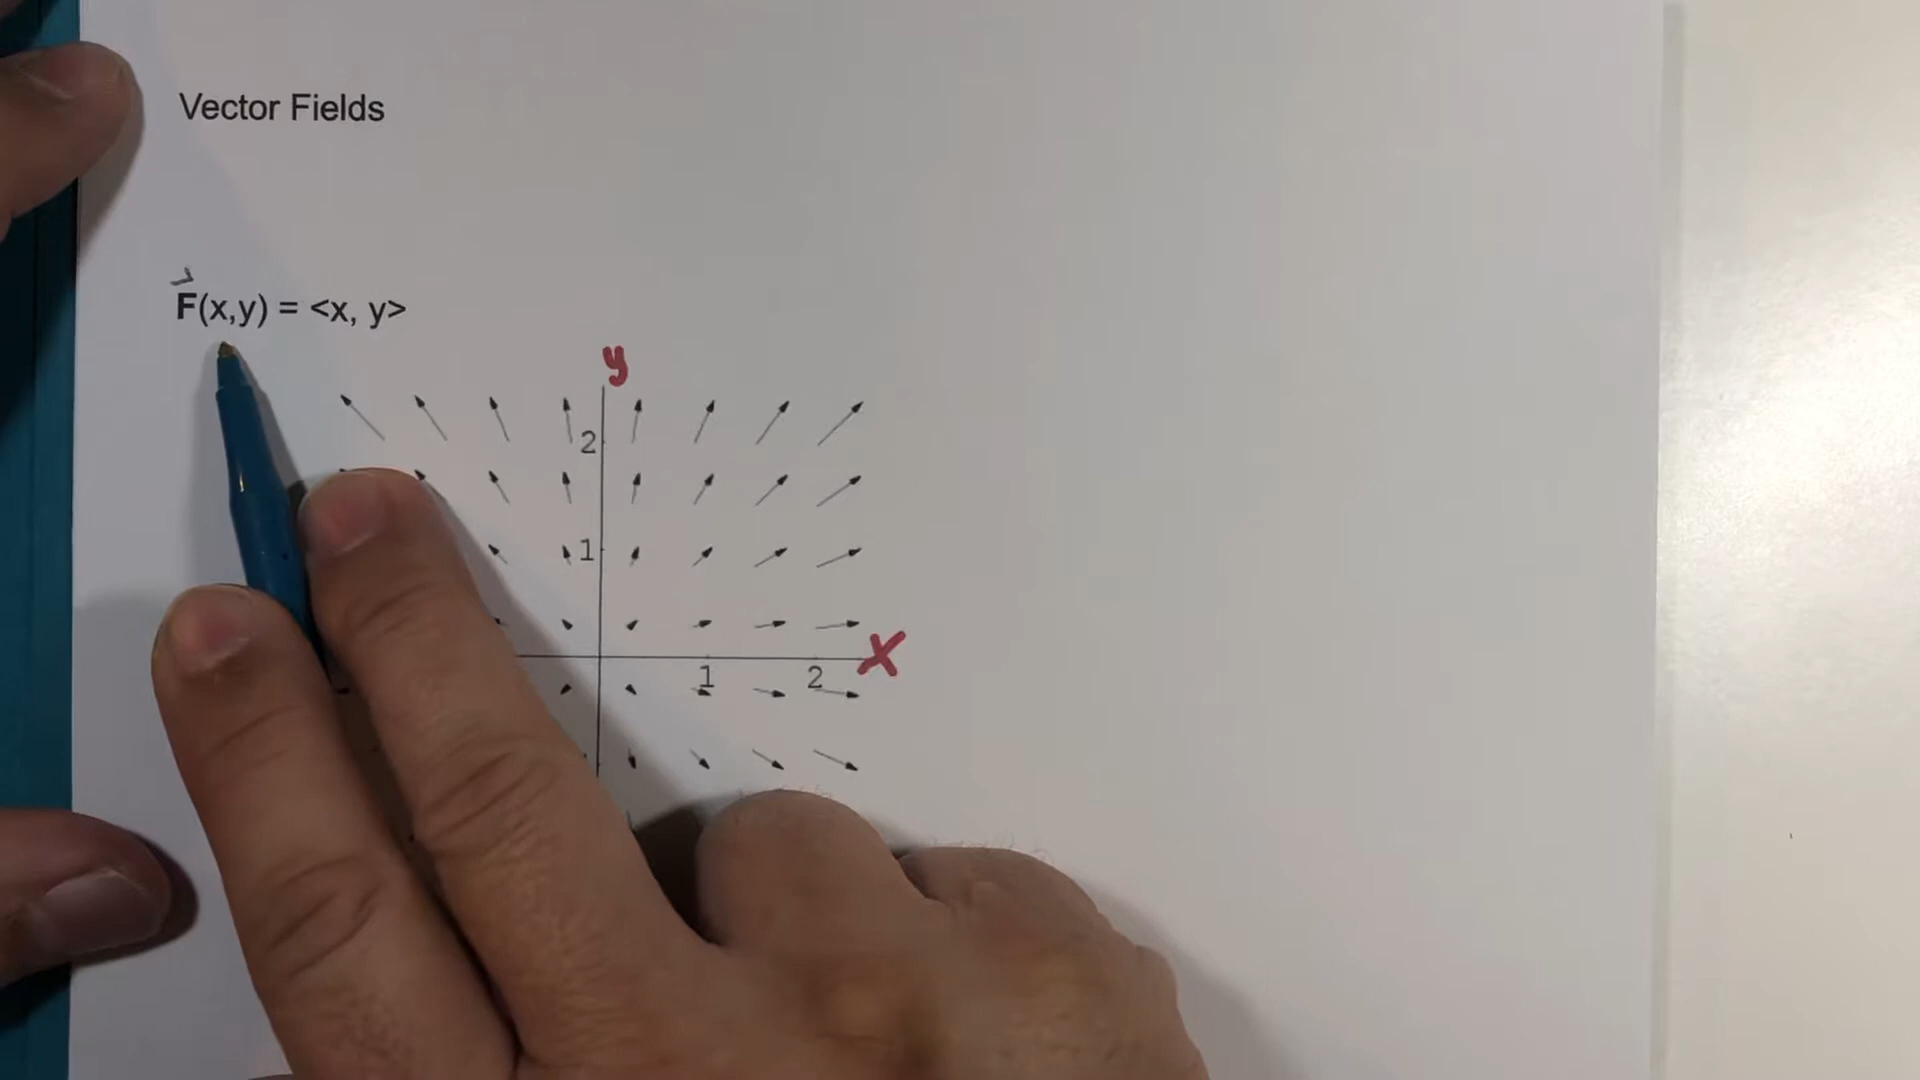 Vector Fields
F⃗(x,y) = <x, y>
y
2
1
x
1 2